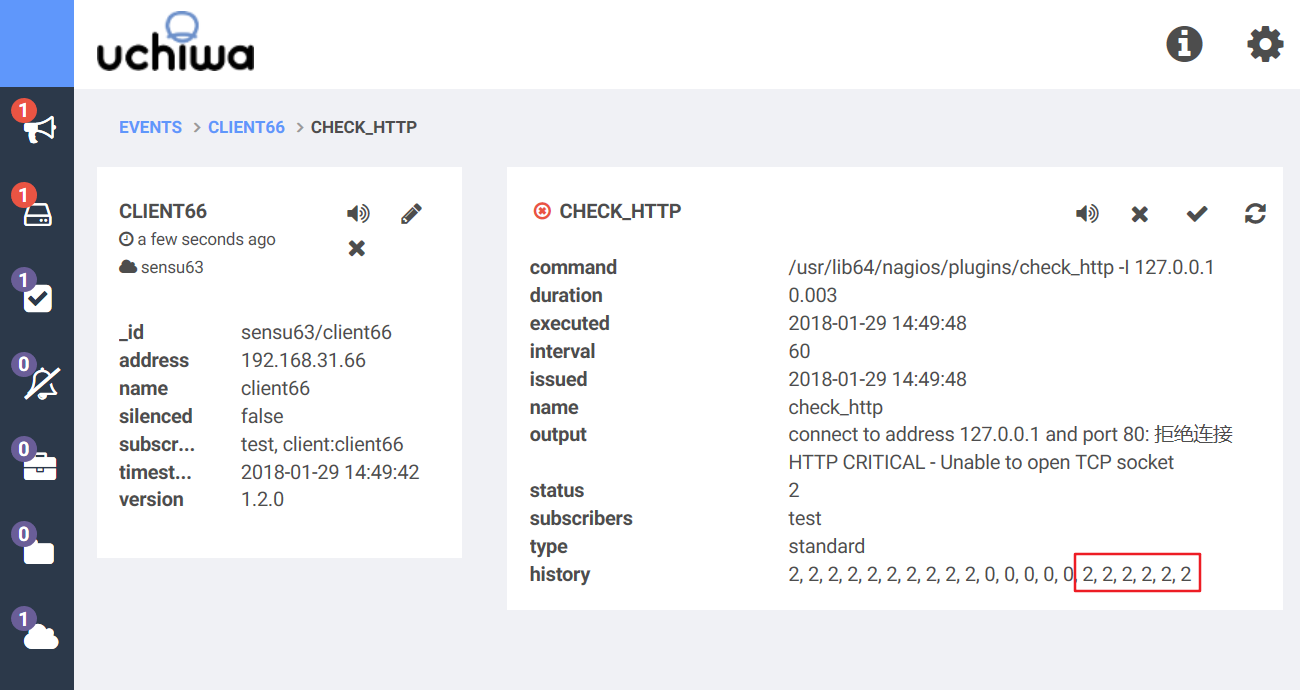 uchiwa
1
1
1
0
0
0
1
EVENTS > CLIENT66 > CHECK_HTTP
CLIENT66
a few seconds ago
sensu63
_id sensu63/client66
address 192.168.31.66
name client66
silenced false
subscr... test, client:client66
timest... 2018-01-29 14:49:42
version 1.2.0
CHECK_HTTP
command /usr/lib64/nagios/plugins/check_http -I 127.0.0.1
duration 0.003
executed 2018-01-29 14:49:48
interval 60
issued 2018-01-29 14:49:48
name check_http
output connect to address 127.0.0.1 and port 80: 拒绝连接
HTTP CRITICAL - Unable to open TCP socket
status 2
subscribers test
type standard
history 2, 2, 2, 2, 2, 2, 2, 2, 2, 2, 0, 0, 0, 0, 0, 2, 2, 2, 2, 2, 2